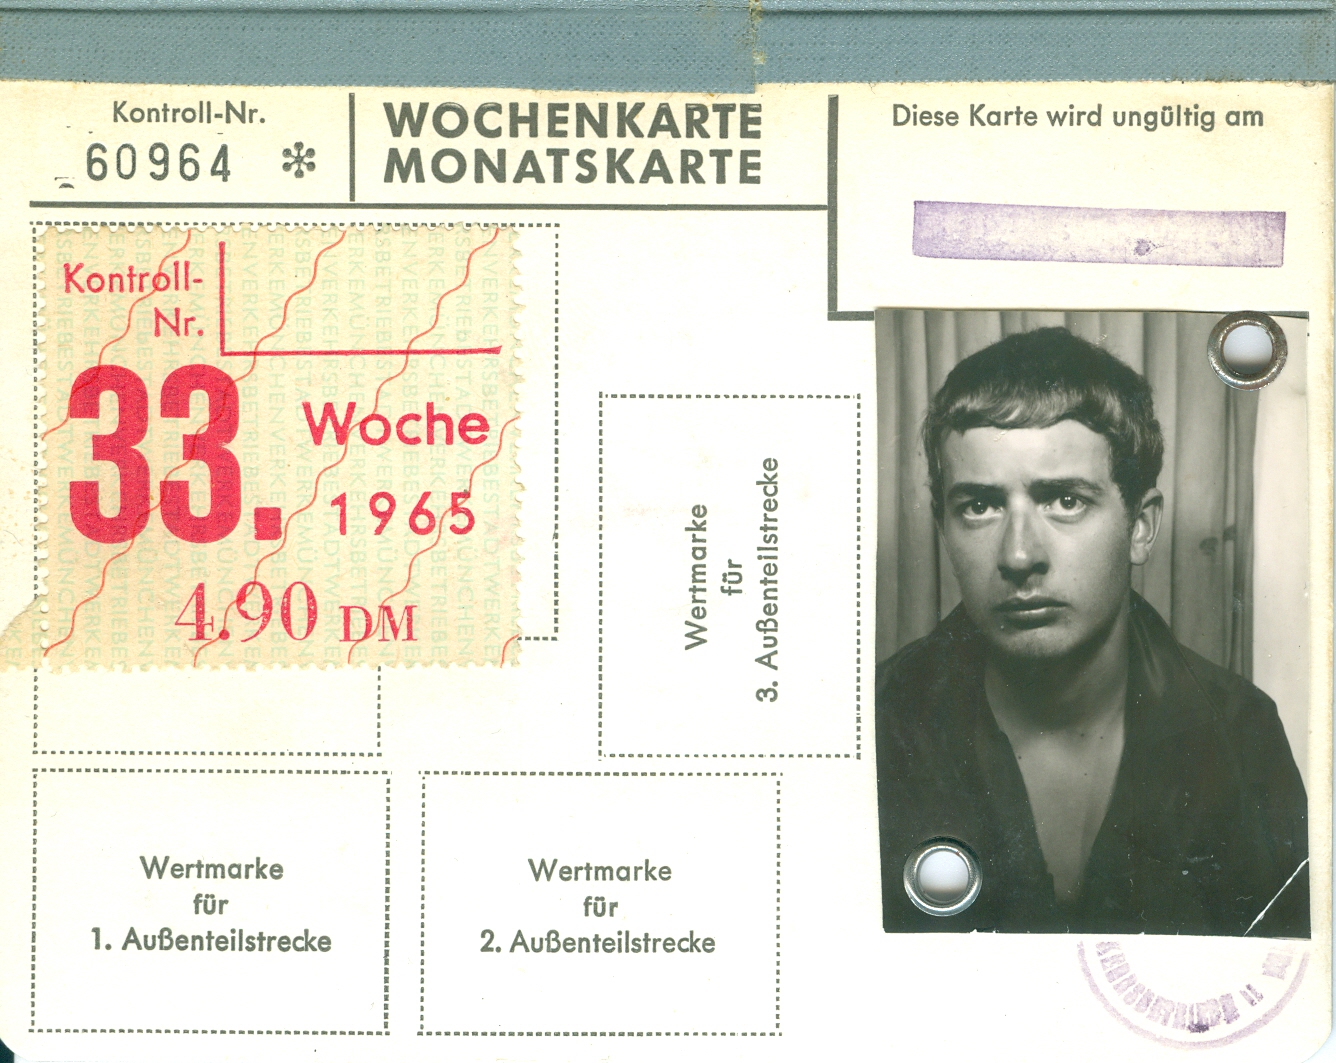 Kontroll-Nr.
60964 *
WOCHENKARTE
MONATSKARTE
Diese Karte wird ungültig am
Kontroll-
Nr.
33. Woche
1965
4.90 DM
Wertmarke
für
3. Außenteilstrecke
Wertmarke
für
1. Außenteilstrecke
Wertmarke
für
2. Außenteilstrecke